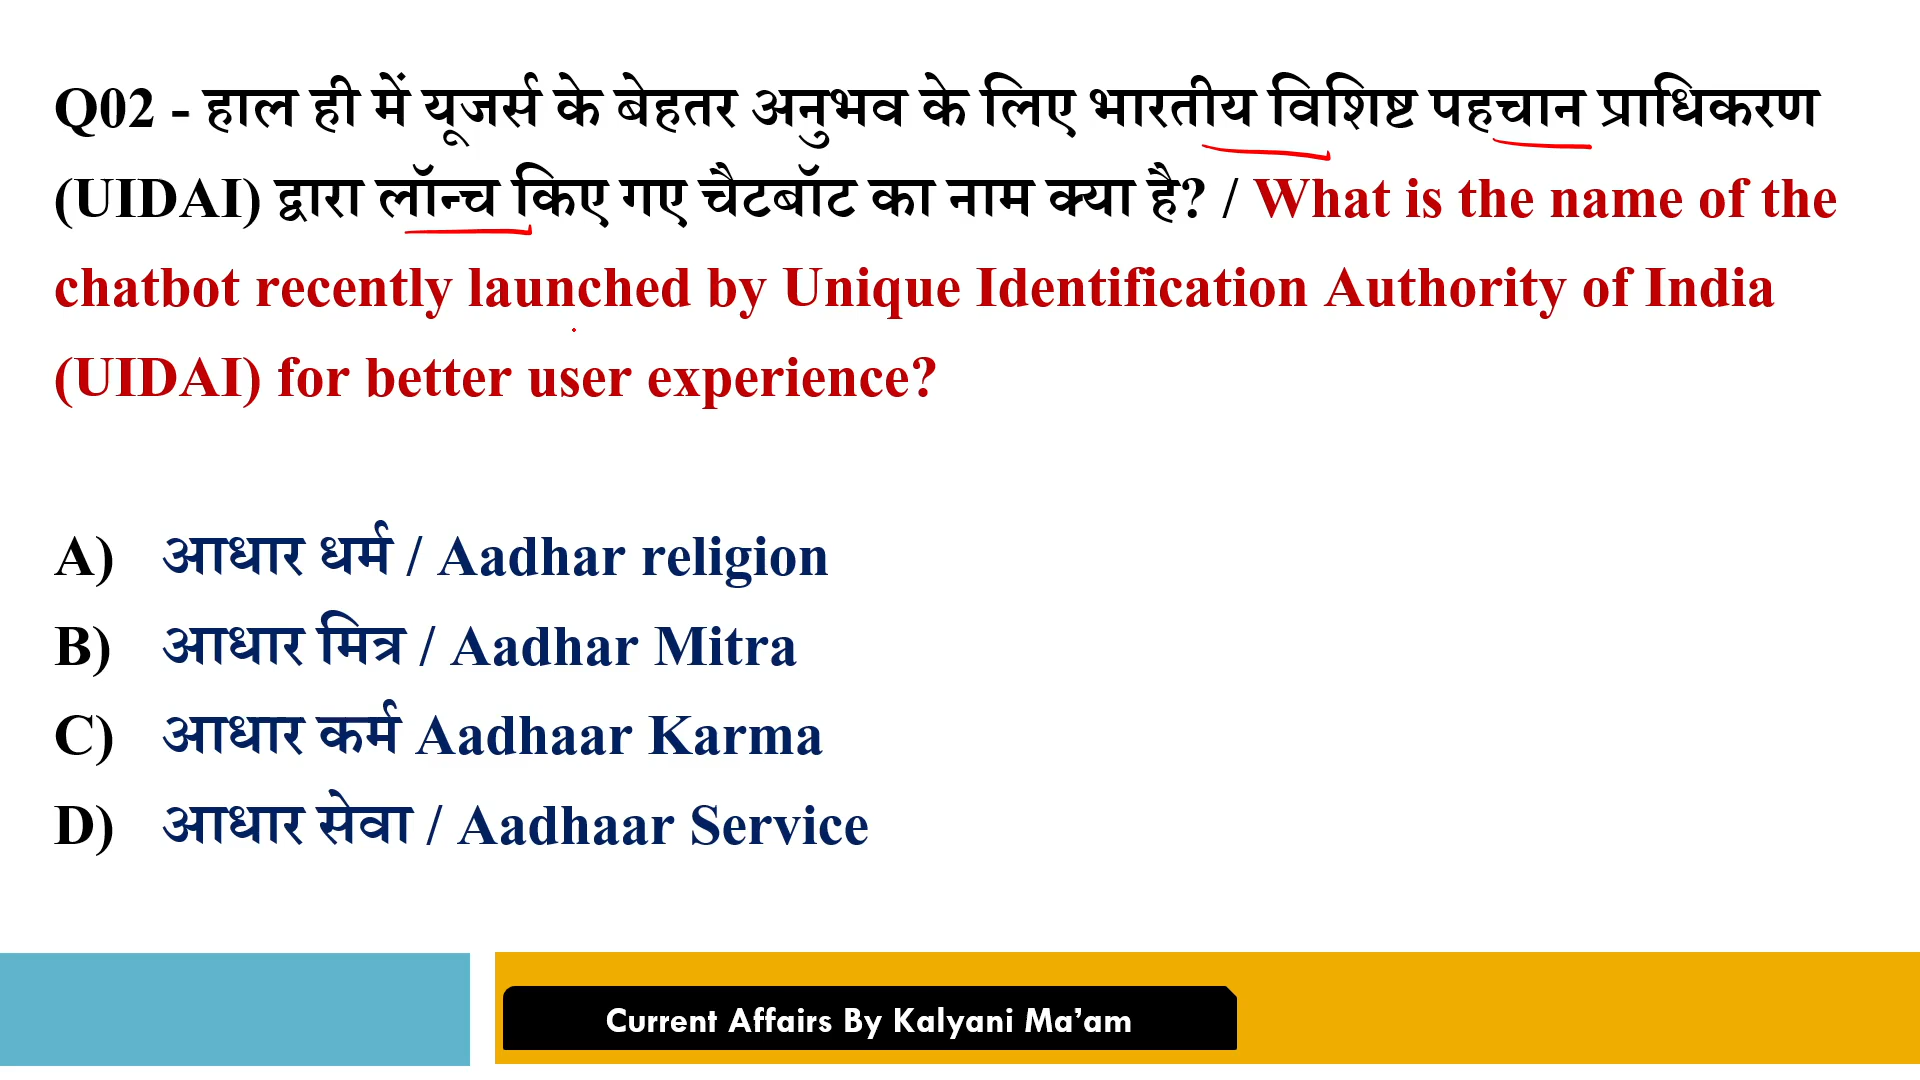 Q02 - हाल ही में यूजर्स के बेहतर अनुभव के लिए भारतीय विशिष्ट पहचान प्राधिकरण
(UIDAI) द्वारा लॉन्च किए गए चैटबॉट का नाम क्या है? / What is the name of the
chatbot recently launched by Unique Identification Authority of India
(UIDAI) for better user experience?
A) आधार धर्म / Aadhar religion
B) आधार मित्र / Aadhar Mitra
C) आधार कर्म Aadhaar Karma
D) आधार सेवा / Aadhaar Service
Current Affairs By Kalyani Ma’am